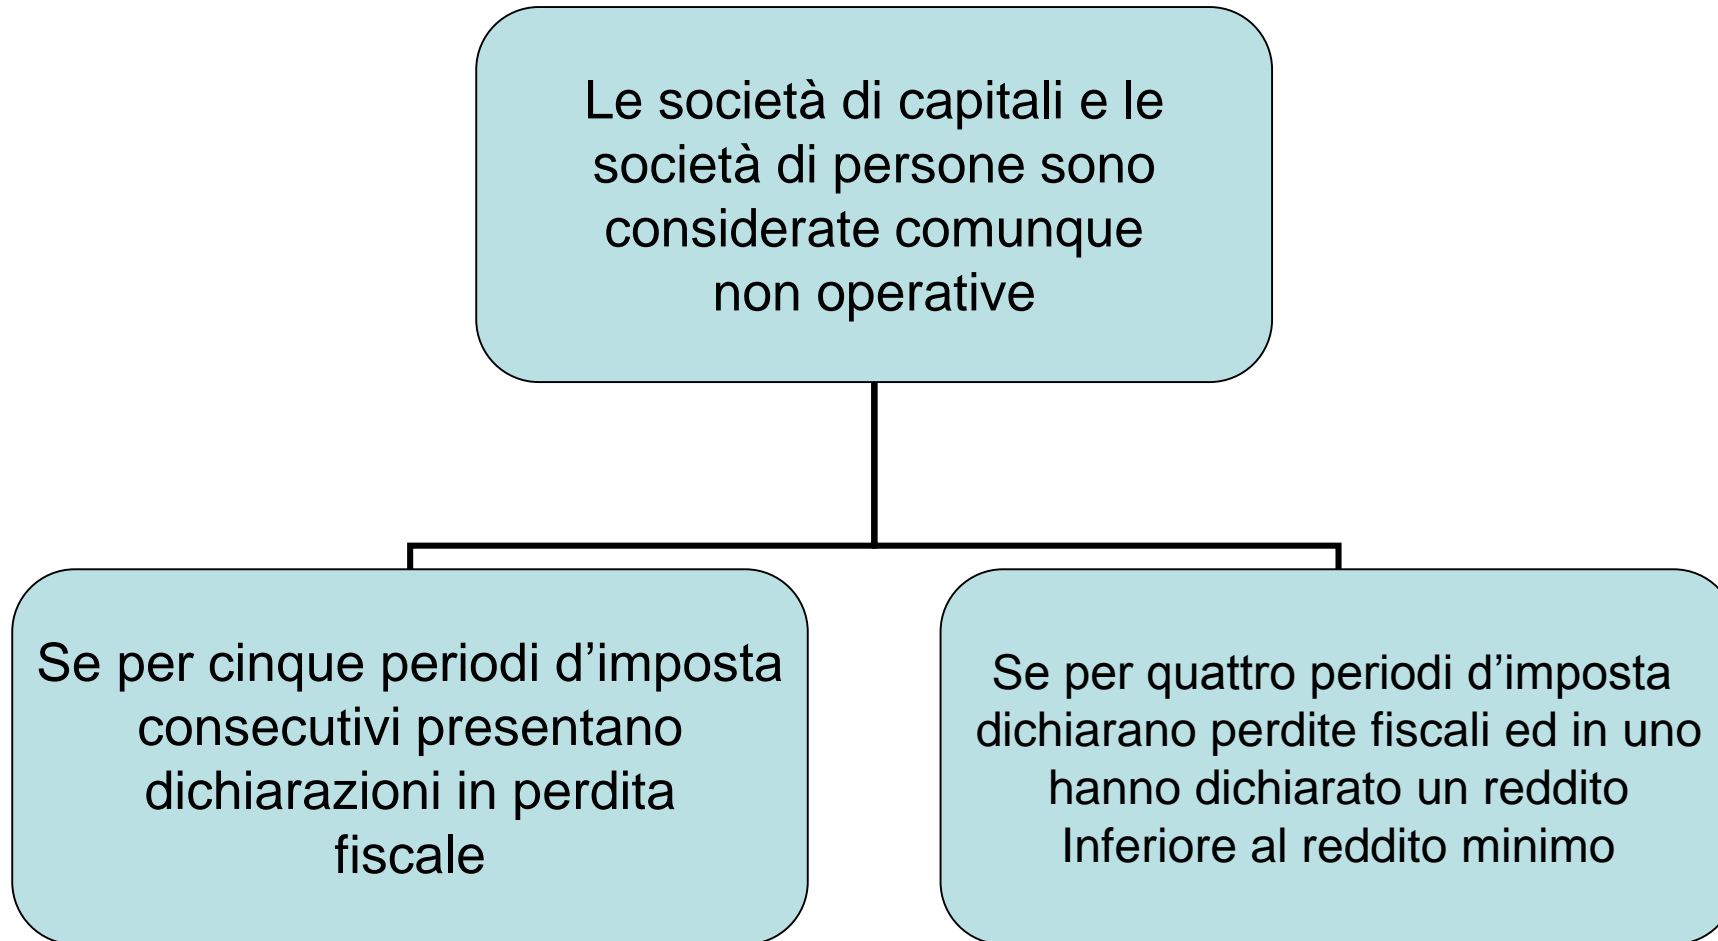 Le società di capitali e le
società di persone sono
considerate comunque
non operative
Se per cinque periodi d’imposta
consecutivi presentano
dichiarazioni in perdita
fiscale
Se per quattro periodi d’imposta
dichiarano perdite fiscali ed in uno
hanno dichiarato un reddito
Inferiore al reddito minimo